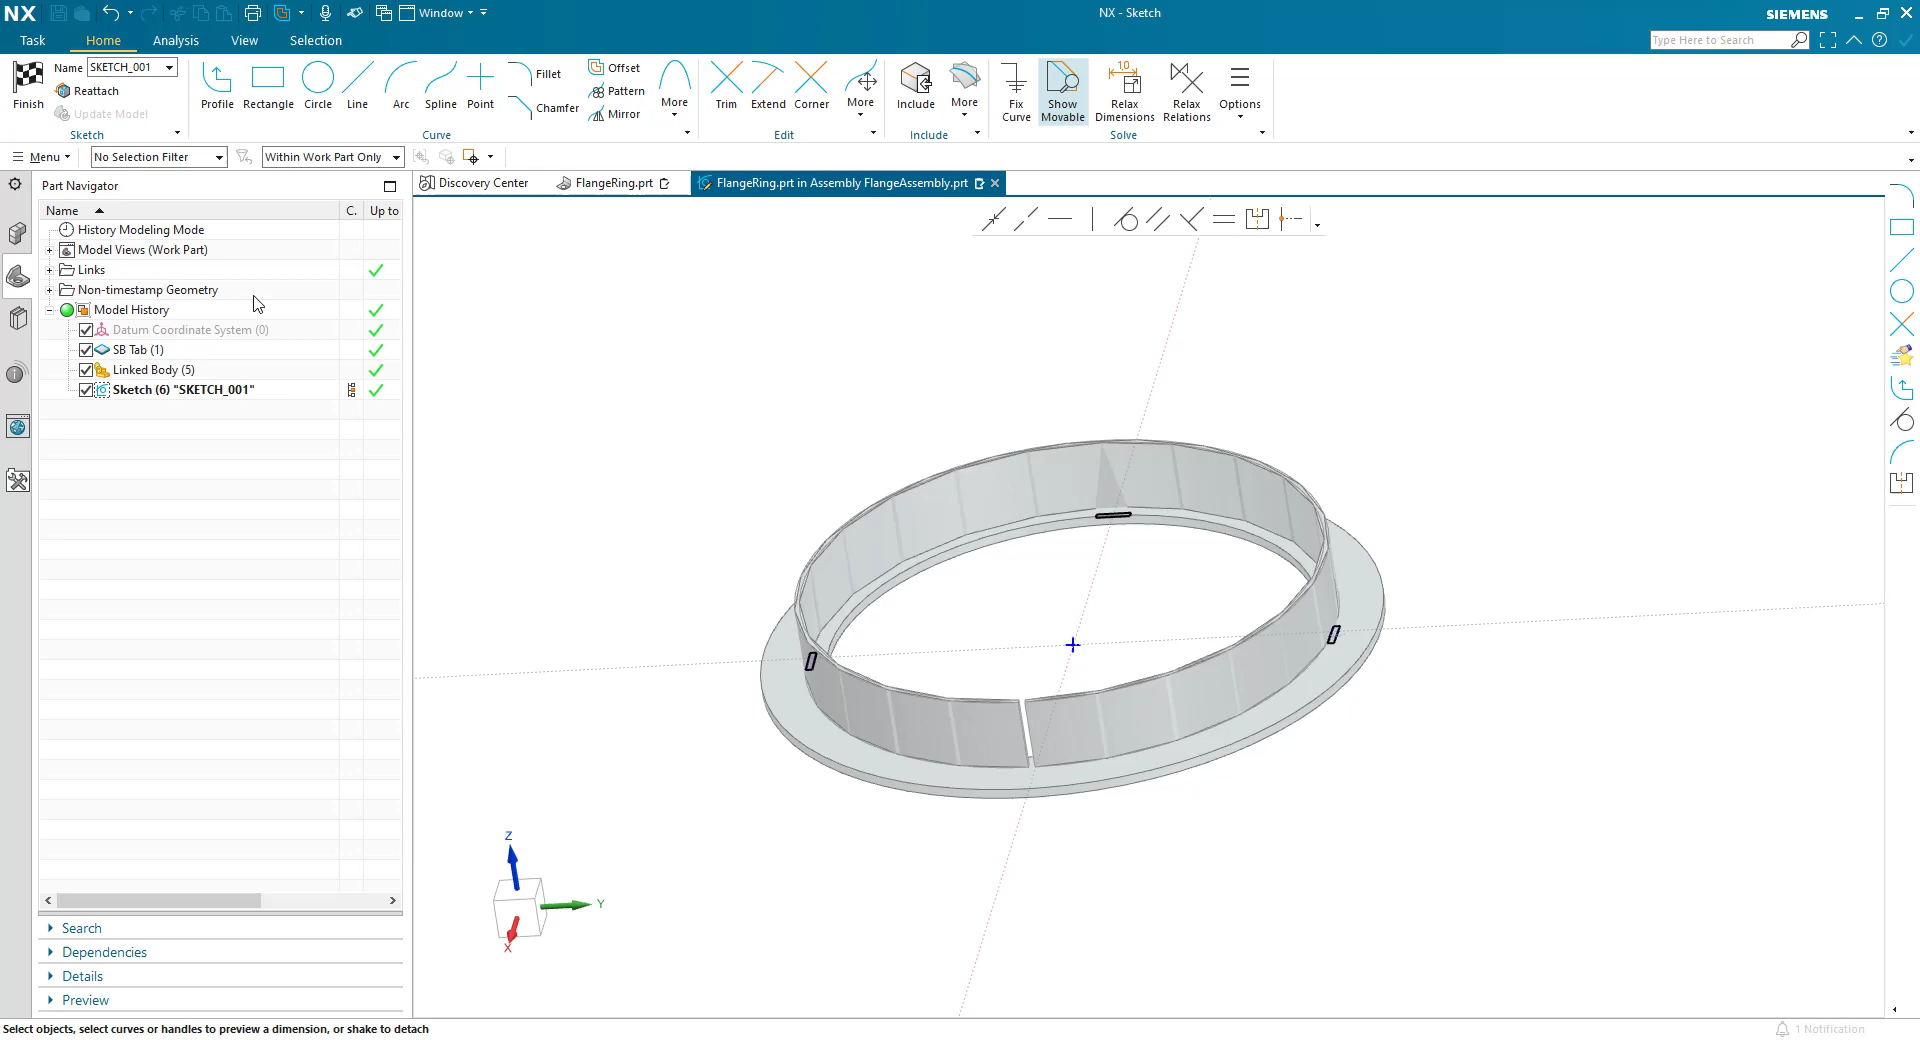 NX
Window
NX - Sketch
SIEMENS
Task
Home
Analysis
View
Selection
Type Here to Search
Finish
Name
SKETCH_001
Reattach
Update Model
Sketch
Profile
Rectangle
Circle
Line
Arc
Spline
Point
Fillet
Chamfer
Offset
Pattern
Mirror
More
Curve
Trim
Extend
Corner
More
Edit
Include
More
Include
Fix
Curve
Show
Movable
1,0
Relax
Dimensions
Relax
Relations
Options
Solve
Menu
No Selection Filter
Within Work Part Only
Part Navigator
Discovery Center
FlangeRing.prt
FlangeRing.prt in Assembly FlangeAssembly.prt
Name
C.
Up to
History Modeling Mode
Model Views (Work Part)
Links
Non-timestamp Geometry
Model History
Datum Coordinate System (0)
SB Tab (1)
Linked Body (5)
Sketch (6) "SKETCH_001"
Z
Y
X
Search
Dependencies
Details
Preview
Select objects, select curves or handles to preview a dimension, or shake to detach
1 Notification